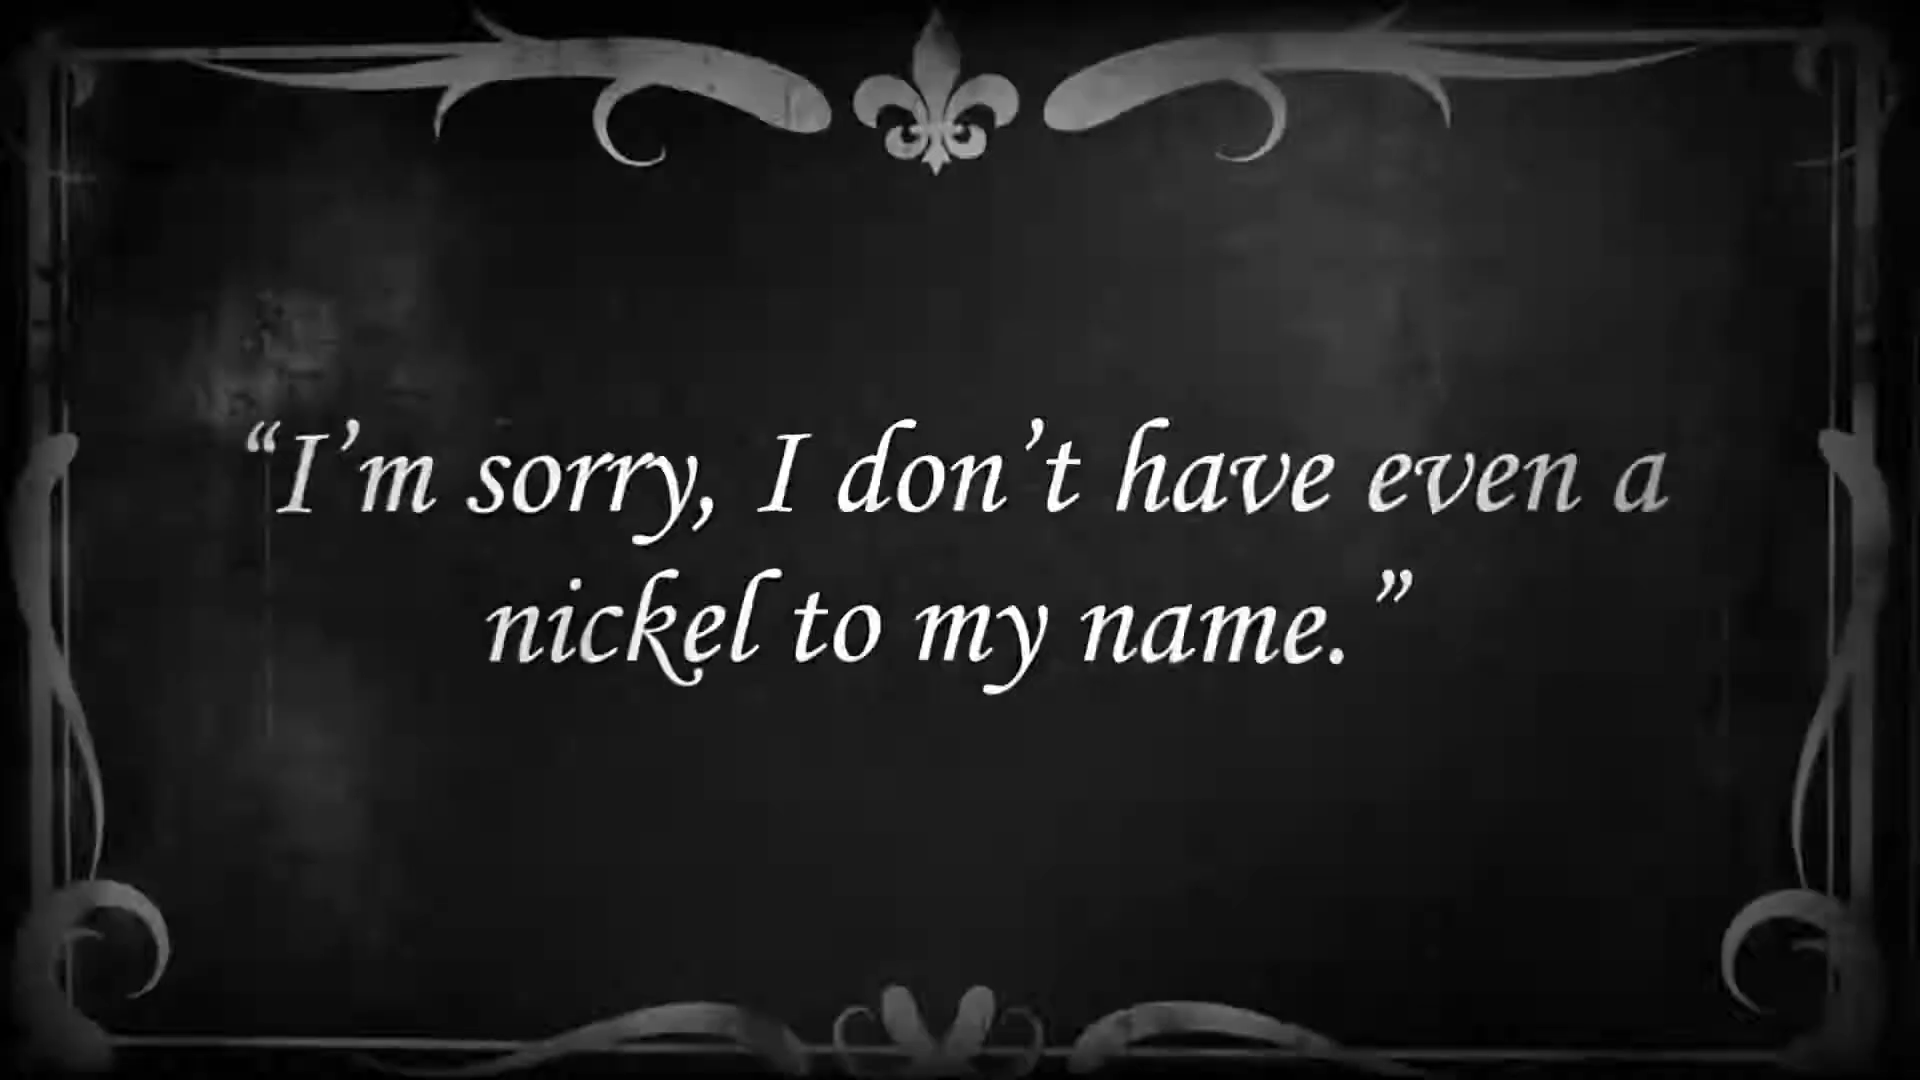 “I’m sorry, I don’t have even a
nickel to my name.”